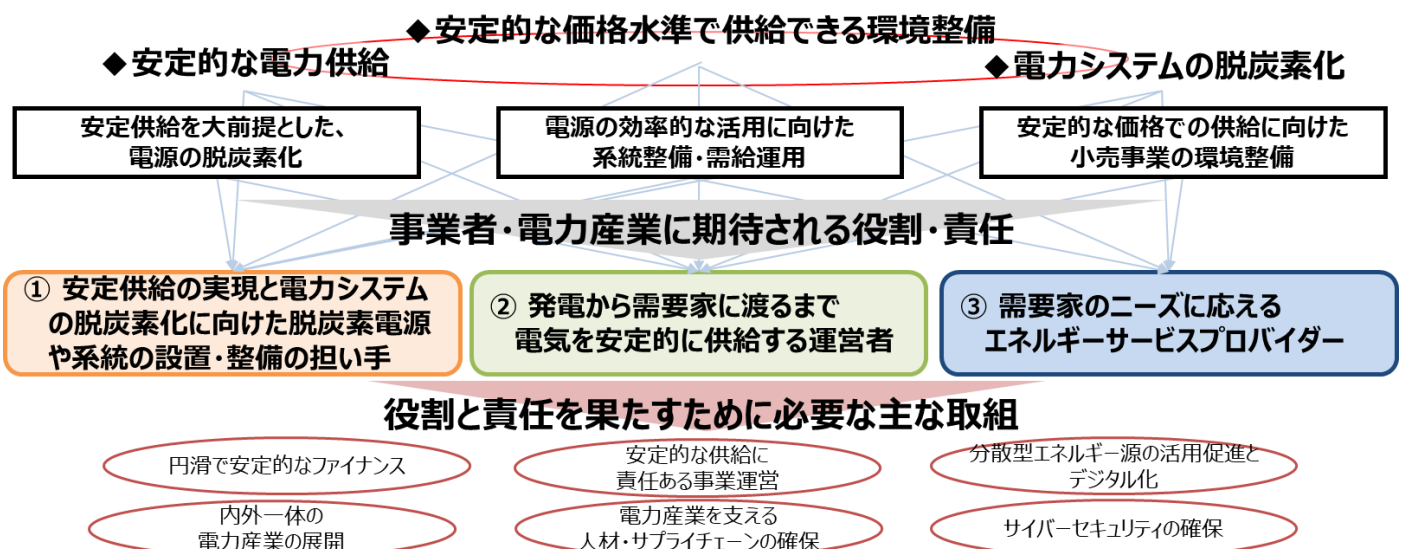 ◆安定的な価格水準で供給できる環境整備
◆安定的な電力供給
◆電力システムの脱炭素化
安定供給を大前提とした、
電源の脱炭素化
電源の効率的な活用に向けた
系統整備・需給運用
安定的な価格での供給に向けた
小売事業の環境整備
事業者・電力産業に期待される役割・責任
① 安定供給の実現と電力システム
の脱炭素化に向けた脱炭素電源
や系統の設置・整備の担い手
② 発電から需要家に渡るまで
電気を安定的に供給する運営者
③ 需要家のニーズに応える
エネルギーサービスプロバイダー
役割と責任を果たすために必要な主な取組
円滑で安定的なファイナンス
安定的な供給に
責任ある事業運営
分散型エネルギー源の活用促進と
デジタル化
内外一体の
電力産業の展開
電力産業を支える
人材・サプライチェーンの確保
サイバーセキュリティの確保